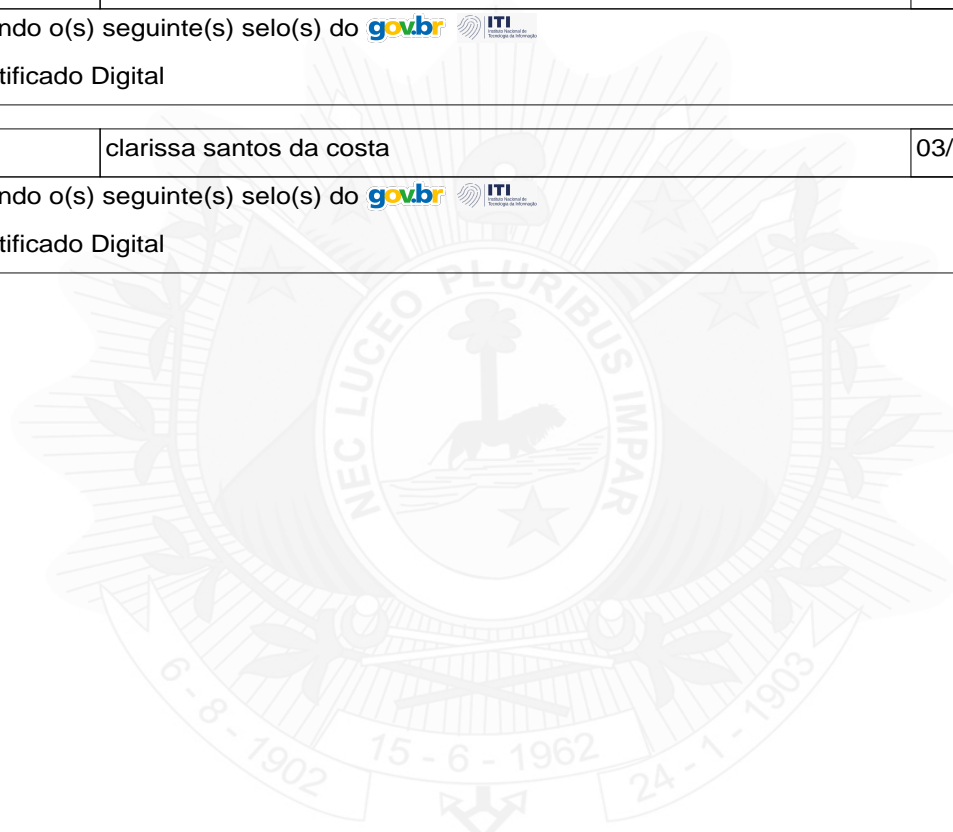 ndo o(s) seguinte(s) selo(s) do gov.br ITI
tificado Digital
clarissa santos da costa 03/
ndo o(s) seguinte(s) selo(s) do gov.br ITI
tificado Digital
NEC LUCEO PLURIBUS IMPAR
6 - 8 - 1902 15 - 6 - 1962 24 - 1 - 1903